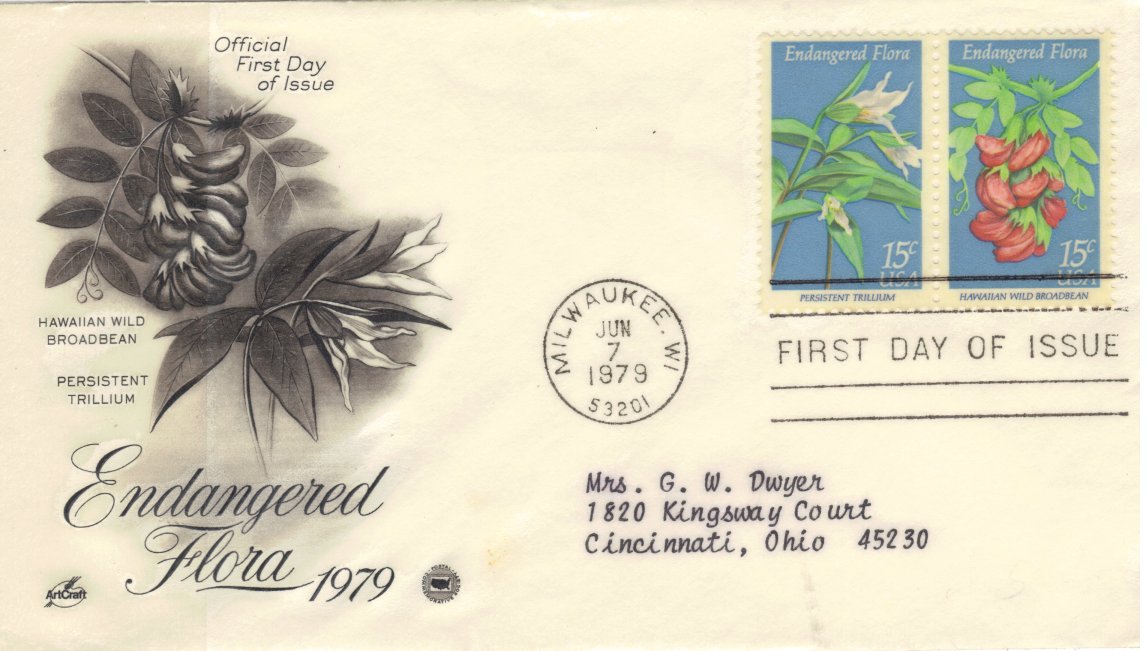 Official
First Day
of Issue
HAWAIIAN WILD
BROADBEAN
PERSISTENT
TRILLIUM
Endangered
Flora 1979
ArtCraft
Endangered Flora
15c
USA
PERSISTENT TRILLIUM
Endangered Flora
15c
USA
HAWAIIAN WILD BROADBEAN
MILWAUKEE, WI
JUN
7
1979
53201
FIRST DAY OF ISSUE
Mrs. G. W. Dwyer
1820 Kingsway Court
Cincinnati, Ohio 45230